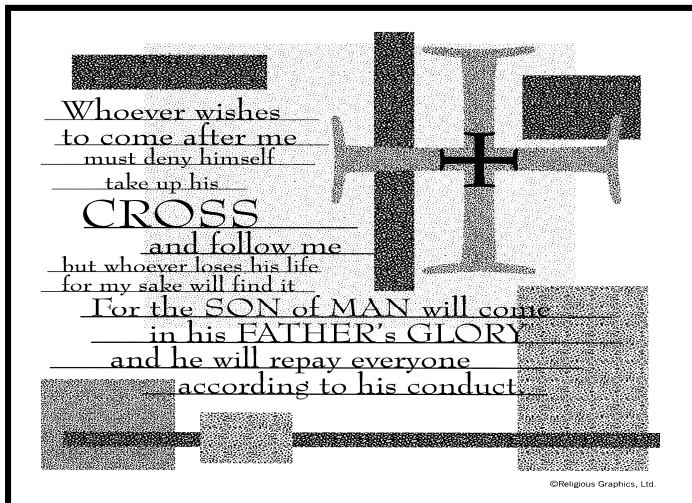 Whoever wishes
to come after me
must deny himself
take up his
CROSS
and follow me
but whoever loses his life
for my sake will find it
For the SON of MAN will come
in his FATHER's GLORY
and he will repay everyone
according to his conduct.
©Religious Graphics, Ltd.